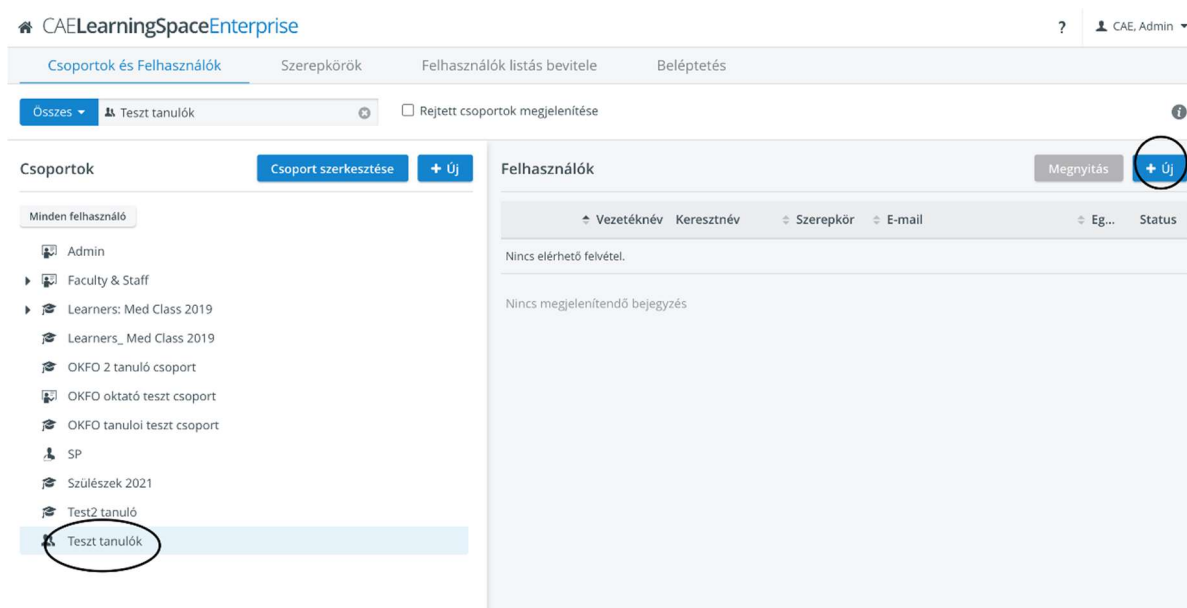 CAELearningSpaceEnterprise
? CAE, Admin
Csoportok és Felhasználók Szerepkörök Felhasználók listás bevitele Beléptetés
Összes Teszt tanulók Rejtett csoportok megjelenítése
Csoportok Csoport szerkesztése + Új
Minden felhasználó
Admin
Faculty & Staff
Learners: Med Class 2019
Learners_ Med Class 2019
OKFO 2 tanuló csoport
OKFO oktató teszt csoport
OKFO tanuloi teszt csoport
SP
Szülészek 2021
Test2 tanuló
Teszt tanulók
Felhasználók Megnyitás + Új
Vezetéknév Keresztnév Szerepkör E-mail Eg... Status
Nincs elérhető felvétel.
Nincs megjelenítendő bejegyzés